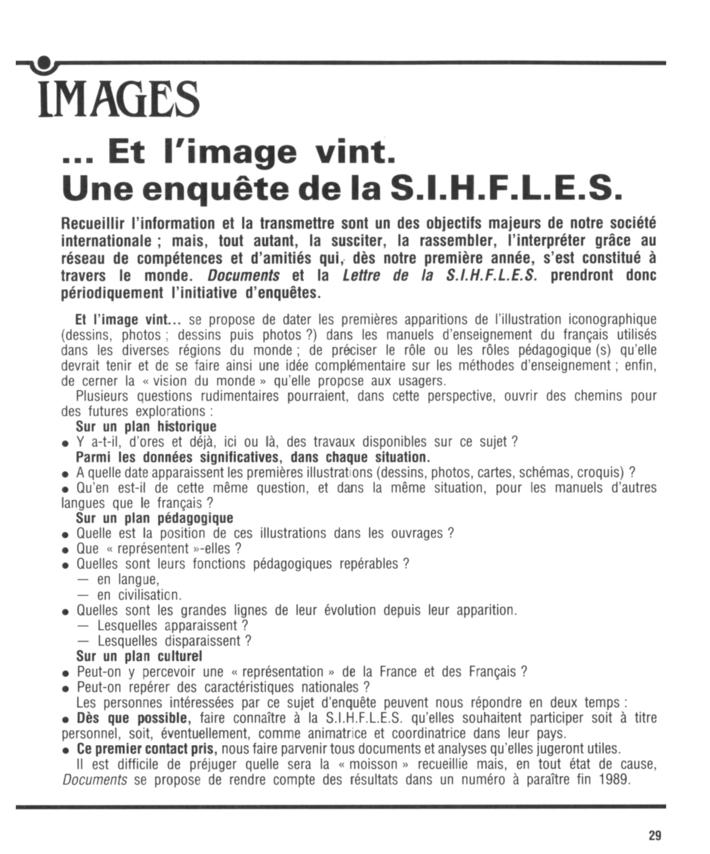 IMAGES
... Et l'image vint.
Une enquête de la S.I.H.F.L.E.S.
Recueillir l'information et la transmettre sont un des objectifs majeurs de notre société
internationale ; mais, tout autant, la susciter, la rassembler, l'interpréter grâce au
réseau de compétences et d'amitiés qui, dès notre première année, s'est constitué à
travers le monde. Documents et la Lettre de la S.I.H.F.L.E.S. prendront donc
périodiquement l'initiative d'enquêtes.
Et l'image vint... se propose de dater les premières apparitions de l'illustration iconographique
(dessins, photos ; dessins puis photos ?) dans les manuels d'enseignement du français utilisés
dans les diverses régions du monde ; de préciser le rôle ou les rôles pédagogique (s) qu'elle
devrait tenir et de se faire ainsi une idée complémentaire sur les méthodes d'enseignement ; enfin,
de cerner la « vision du monde » qu'elle propose aux usagers.
Plusieurs questions rudimentaires pourraient, dans cette perspective, ouvrir des chemins pour
des futures explorations :
Sur un plan historique
• Y a-t-il, d'ores et déjà, ici ou là, des travaux disponibles sur ce sujet ?
Parmi les données significatives, dans chaque situation.
• A quelle date apparaissent les premières illustrations (dessins, photos, cartes, schémas, croquis) ?
• Qu'en est-il de cette même question, et dans la même situation, pour les manuels d'autres
langues que le français ?
Sur un plan pédagogique
• Quelle est la position de ces illustrations dans les ouvrages ?
• Que « représentent »-elles ?
• Quelles sont leurs fonctions pédagogiques repérables ?
— en langue,
— en civilisation.
• Quelles sont les grandes lignes de leur évolution depuis leur apparition.
— Lesquelles apparaissent ?
— Lesquelles disparaissent ?
Sur un plan culturel
• Peut-on y percevoir une « représentation » de la France et des Français ?
• Peut-on repérer des caractéristiques nationales ?
Les personnes intéressées par ce sujet d'enquête peuvent nous répondre en deux temps :
• Dès que possible, faire connaître à la S.I.H.F.L.E.S. qu'elles souhaitent participer soit à titre
personnel, soit, éventuellement, comme animatrice et coordinatrice dans leur pays.
• Ce premier contact pris, nous faire parvenir tous documents et analyses qu'elles jugeront utiles.
Il est difficile de préjuger quelle sera la « moisson » recueillie mais, en tout état de cause,
Documents se propose de rendre compte des résultats dans un numéro à paraître fin 1989.
29